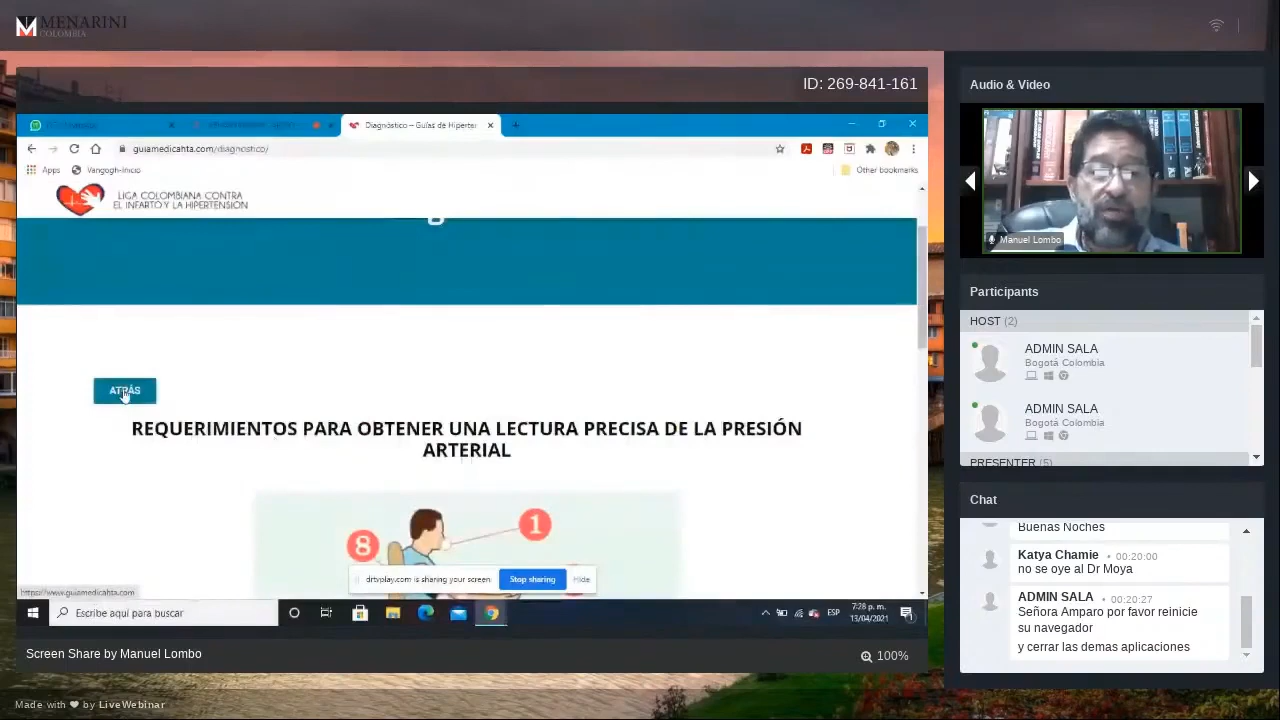 MENARINI
COLOMBIA
ID: 269-841-161
Diagnóstico – Guías de Hiperter
guiamedicahta.com/diagnostico/
Apps
Vangogh-Inicio
Other bookmarks
LIGA COLOMBIANA CONTRA
EL INFARTO Y LA HIPERTENSIÓN
ATRÁS
REQUERIMIENTOS PARA OBTENER UNA LECTURA PRECISA DE LA PRESIÓN
ARTERIAL
1
8
drtvplay.com is sharing your screen
Stop sharing
Hide
https://www.guiamedicahta.com/
Escribe aquí para buscar
ESP
7:28 p. m.
13/04/2021
Screen Share by Manuel Lombo
100%
Made with ❤ by LiveWebinar
Audio & Video
Manuel Lombo
Participants
HOST (2)
ADMIN SALA
Bogotá Colombia
ADMIN SALA
Bogotá Colombia
PRESENTER (5)
Chat
Buenas Noches
Katya Chamie • 00:20:00
no se oye al Dr Moya
ADMIN SALA • 00:20:27
Señora Amparo por favor reinicie
su navegador
y cerrar las demas aplicaciones